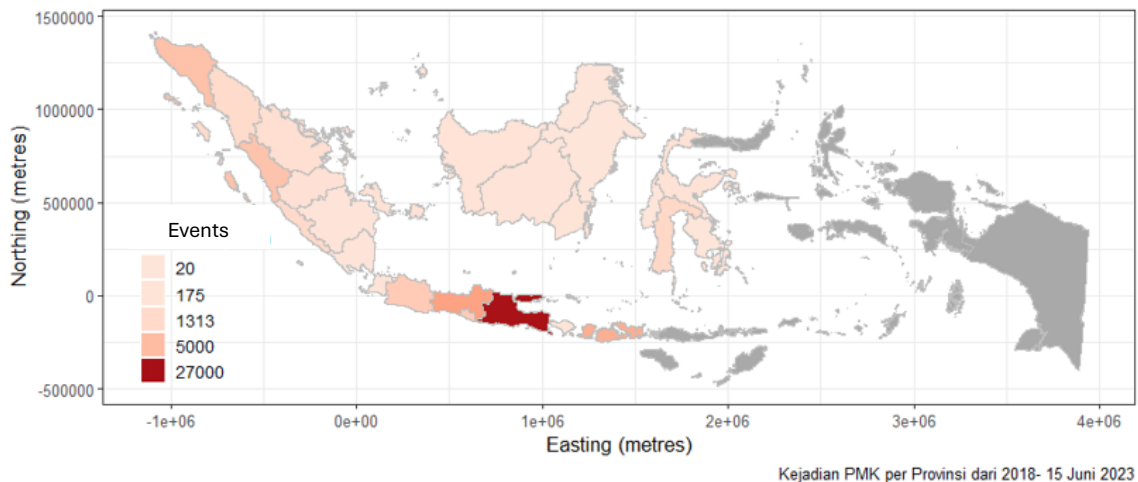 1500000
1000000
500000
0
-500000
Northing (metres)
Events
20
175
1313
5000
27000
-1e+06
0e+00
1e+06
2e+06
3e+06
4e+06
Easting (metres)
Kejadian PMK per Provinsi dari 2018- 15 Juni 2023